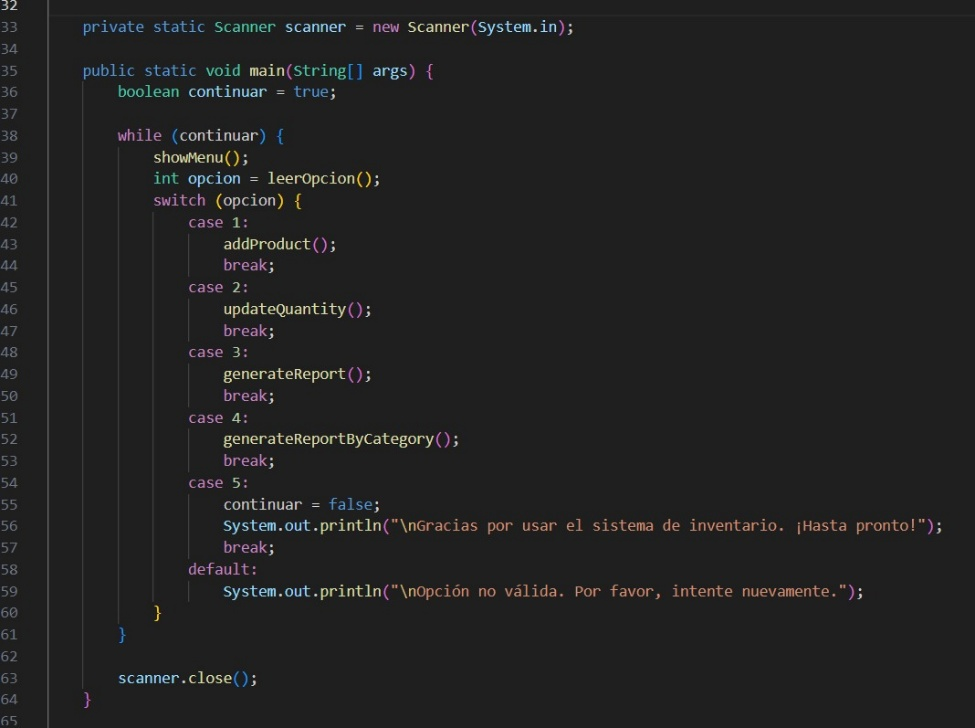 32
33 private static Scanner scanner = new Scanner(System.in);
34
35 public static void main(String[] args) {
36 boolean continuar = true;
37
38 while (continuar) {
39 showMenu();
40 int opcion = leerOpcion();
41 switch (opcion) {
42 case 1:
43 addProduct();
44 break;
45 case 2:
46 updateQuantity();
47 break;
48 case 3:
49 generateReport();
50 break;
51 case 4:
52 generateReportByCategory();
53 break;
54 case 5:
55 continuar = false;
56 System.out.println("\nGracias por usar el sistema de inventario. ¡Hasta pronto!");
57 break;
58 default:
59 System.out.println("\nOpción no válida. Por favor, intente nuevamente.");
60 }
61 }
62
63 scanner.close();
64 }
65